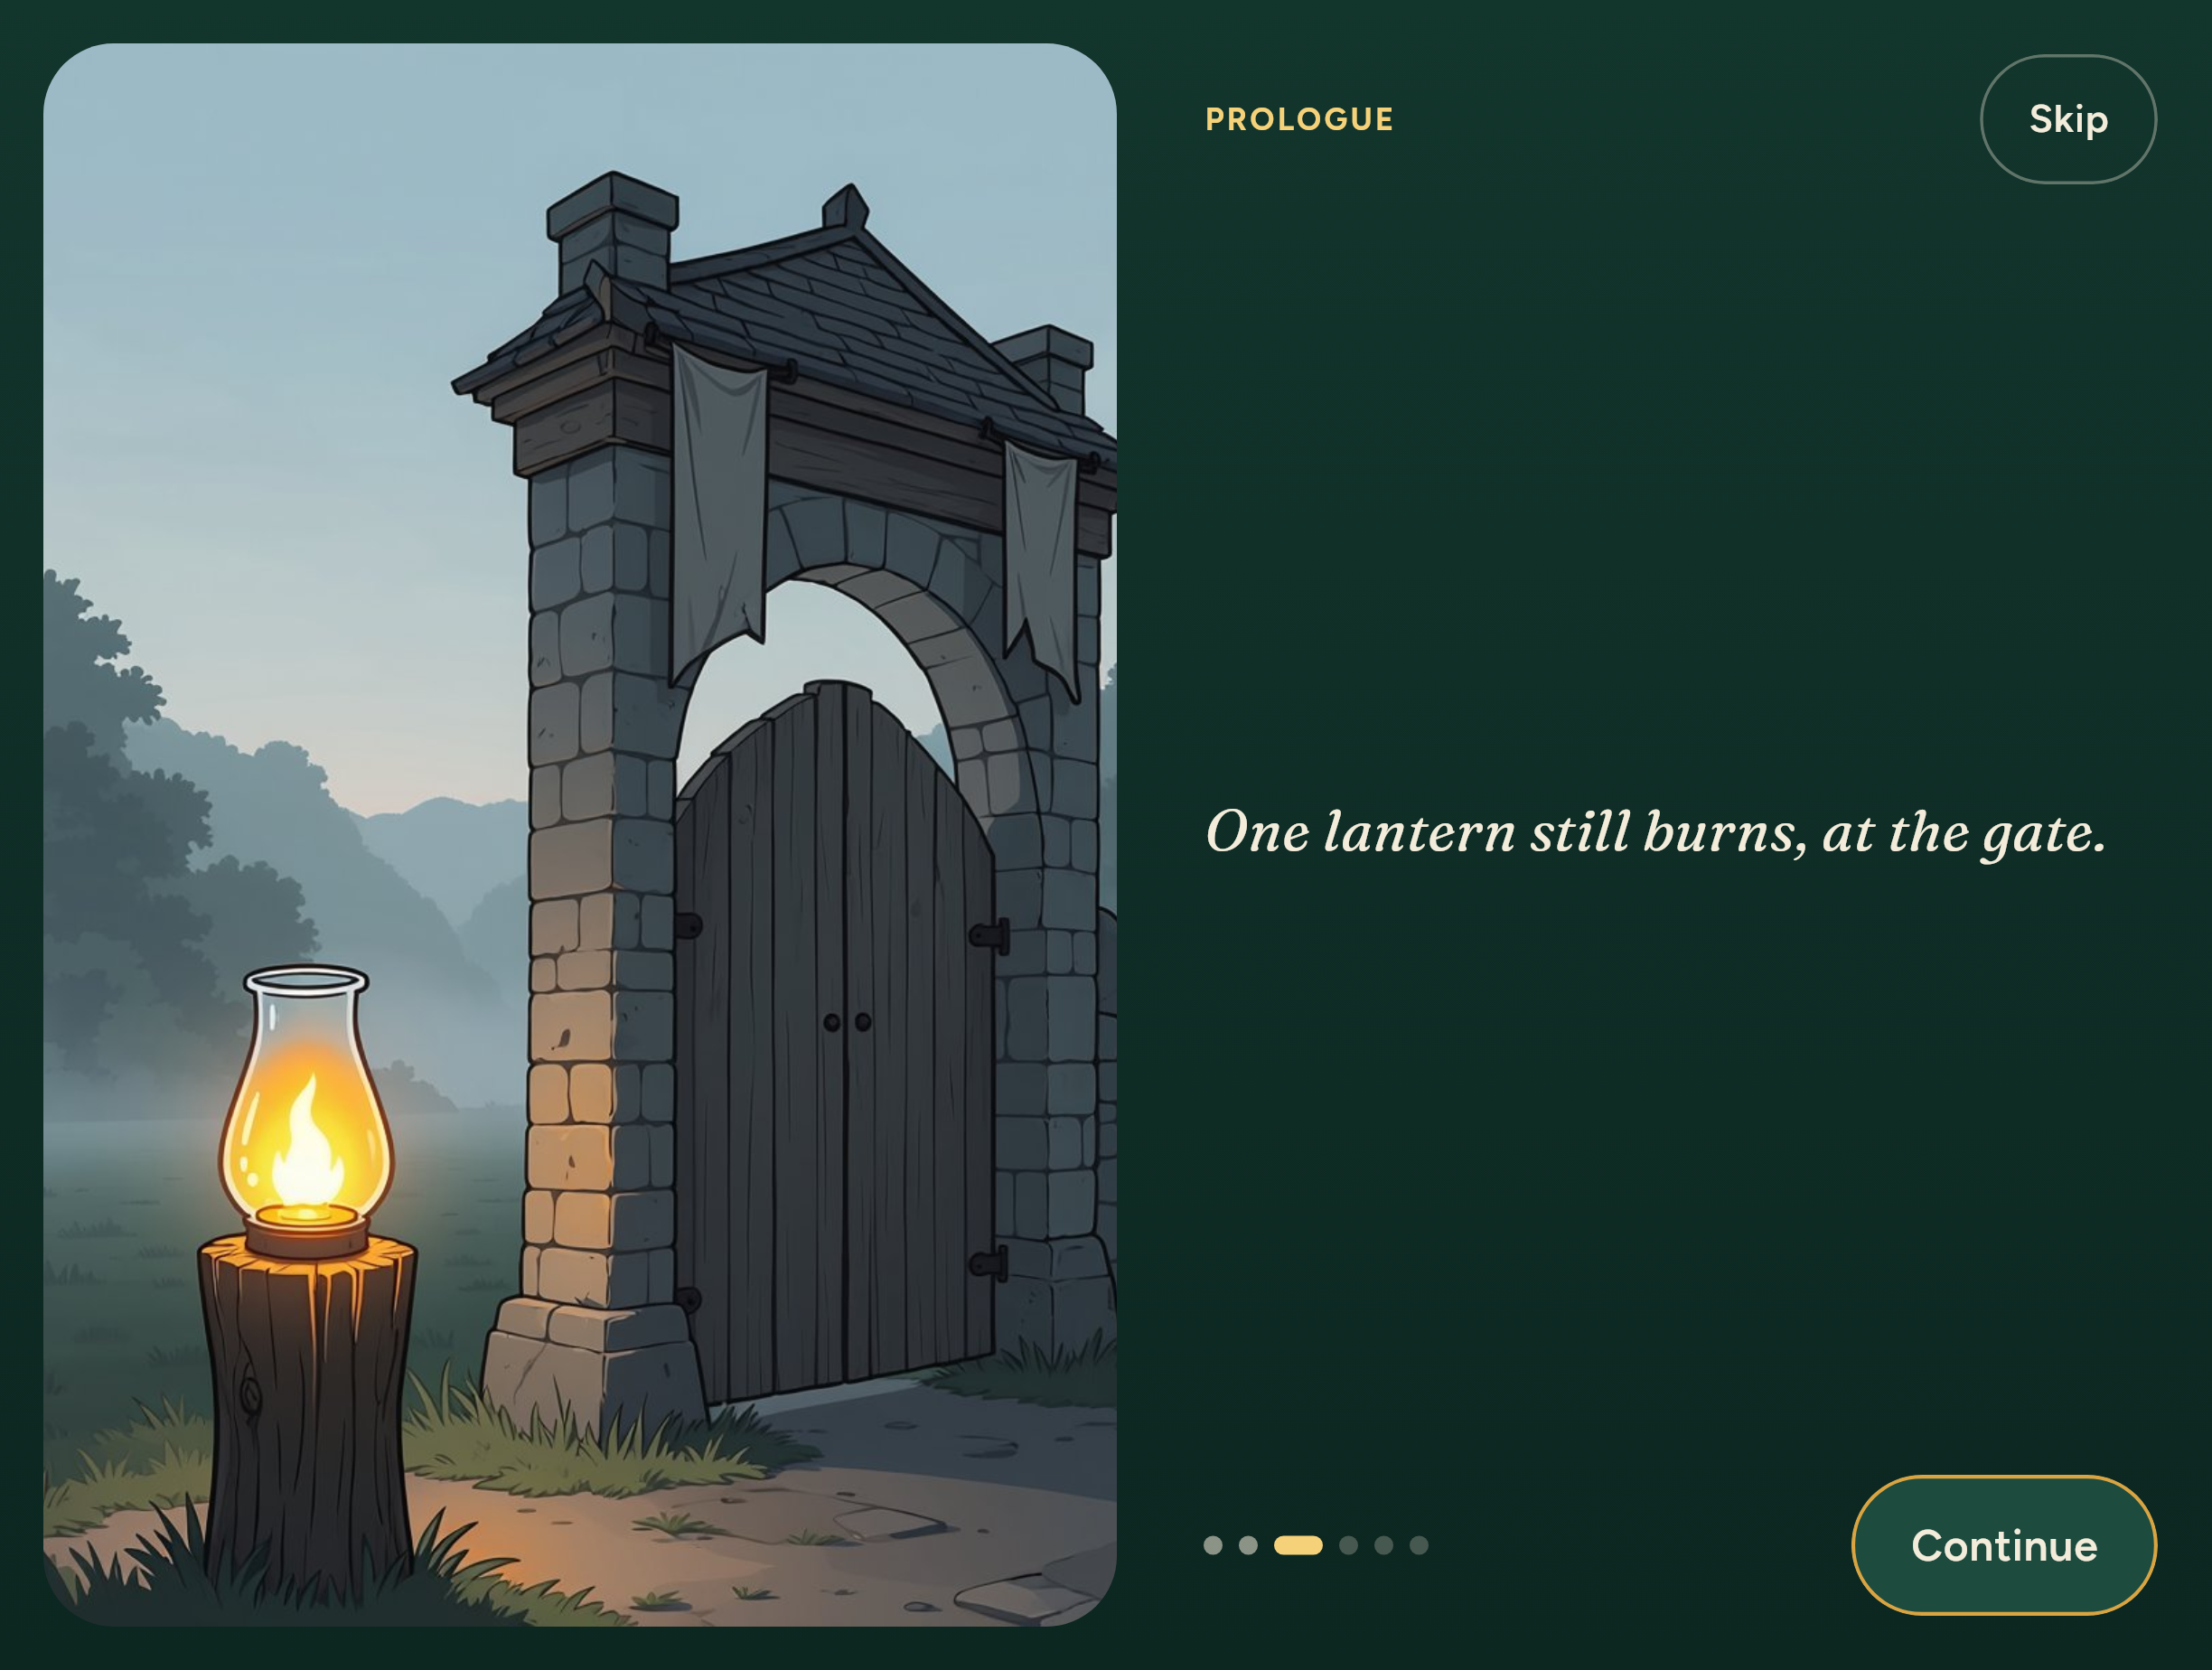 PROLOGUE
Skip
One lantern still burns, at the gate.
Continue